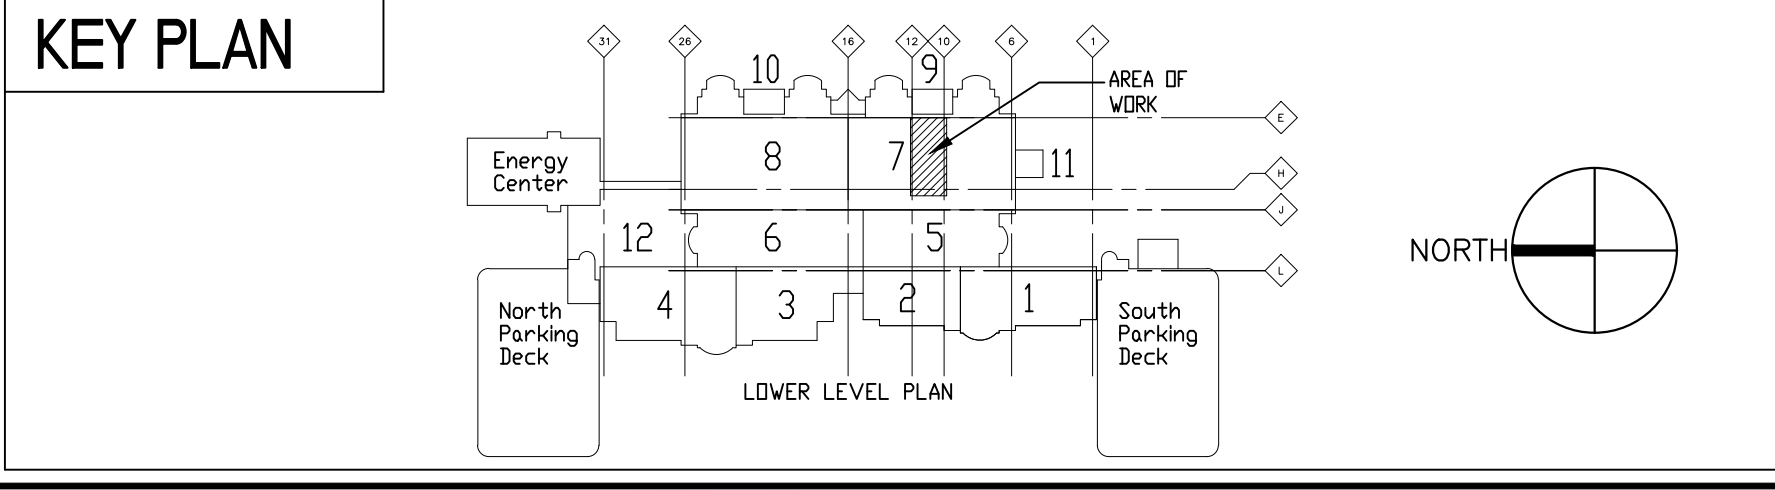 KEY PLAN
31 26 16 12 10 6 1
10 9
AREA OF
WORK
E
8 7 11
Energy
Center
H
J
12 6 5
NORTH
L
4 3 2 1
North
Parking
Deck
South
Parking
Deck
LOWER LEVEL PLAN